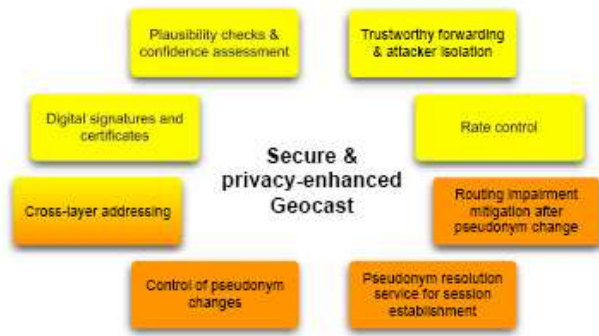 Plausibility checks &
confidence assessment
Trustworthy forwarding
& attacker isolation
Digital signatures and
certificates
Rate control
Secure &
privacy-enhanced
Geocast
Cross-layer addressing
Routing impairment
mitigation after
pseudonym change
Control of pseudonym
changes
Pseudonym resolution
service for session
establishment